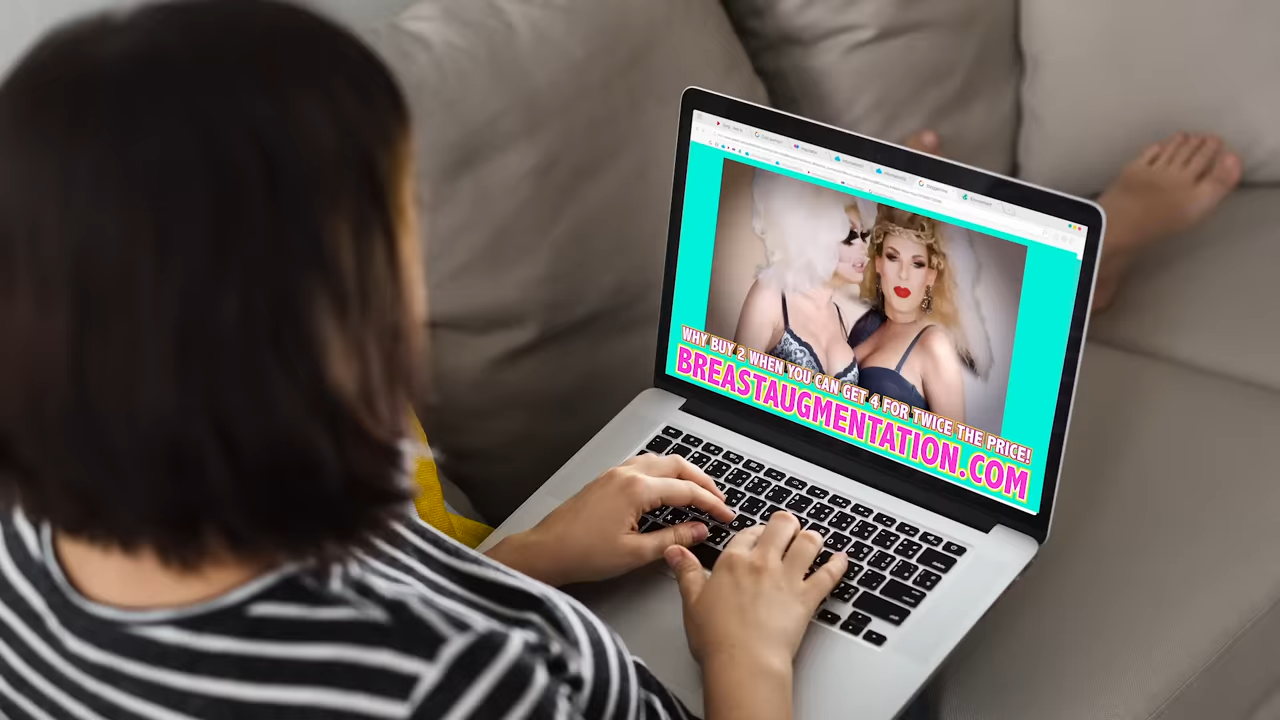 WHY BUY 2 WHEN YOU CAN GET 4 FOR TWICE THE PRICE!
BREASTAUGMENTATION.COM